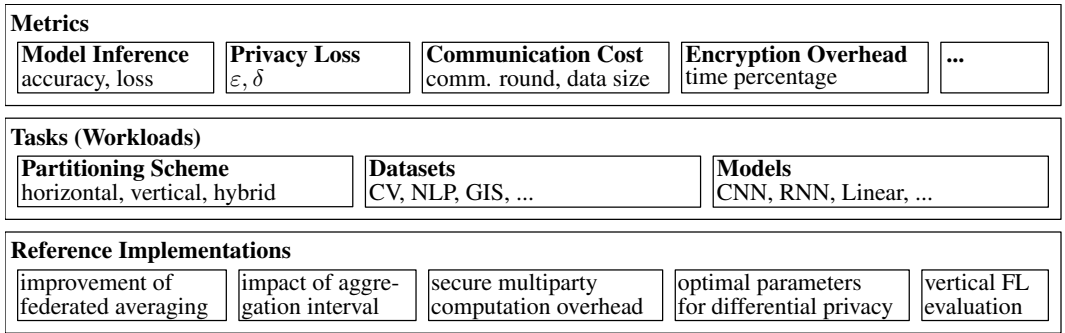 Metrics
Model Inference
accuracy, loss
Privacy Loss
ε, δ
Communication Cost
comm. round, data size
Encryption Overhead
time percentage
...
Tasks (Workloads)
Partitioning Scheme
horizontal, vertical, hybrid
Datasets
CV, NLP, GIS, ...
Models
CNN, RNN, Linear, ...
Reference Implementations
improvement of
federated averaging
impact of aggre-
gation interval
secure multiparty
computation overhead
optimal parameters
for differential privacy
vertical FL
evaluation